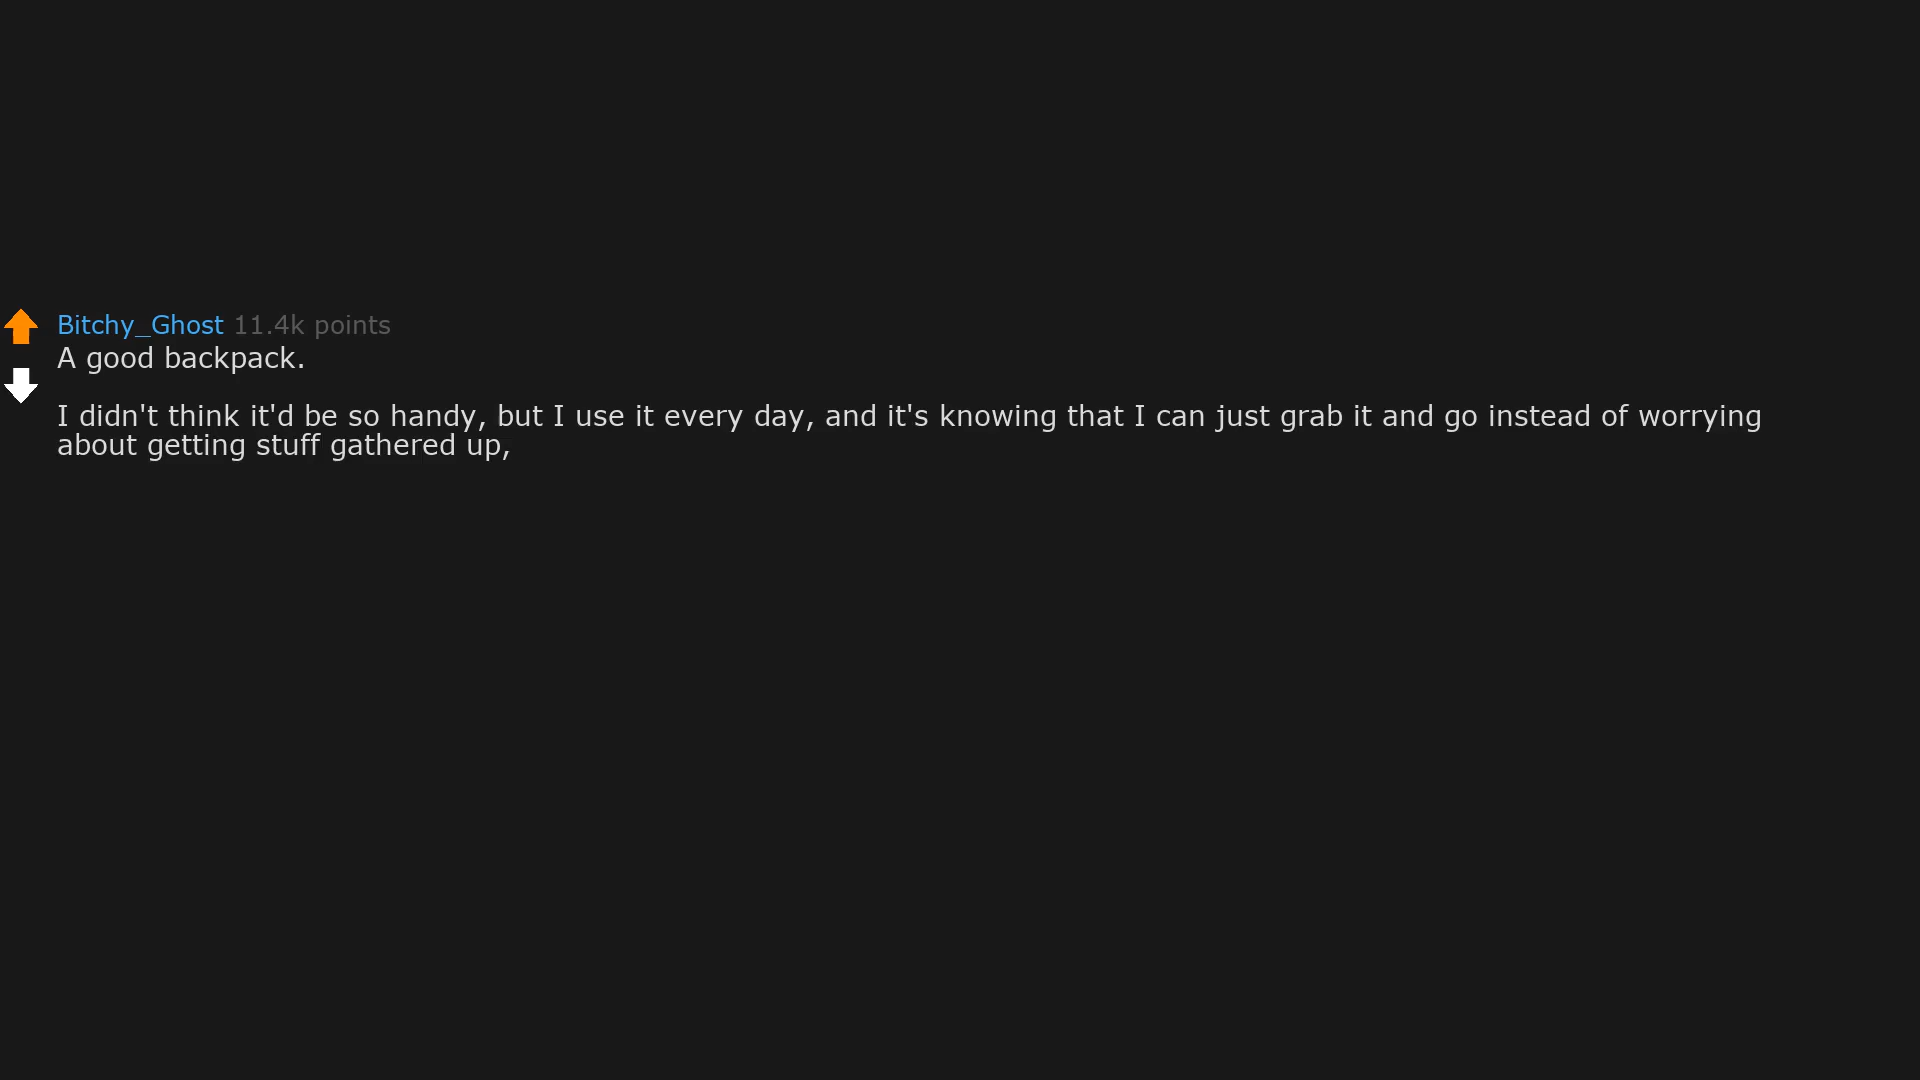 Bitchy_Ghost 11.4k points
A good backpack.
I didn't think it'd be so handy, but I use it every day, and it's knowing that I can just grab it and go instead of worrying
about getting stuff gathered up,